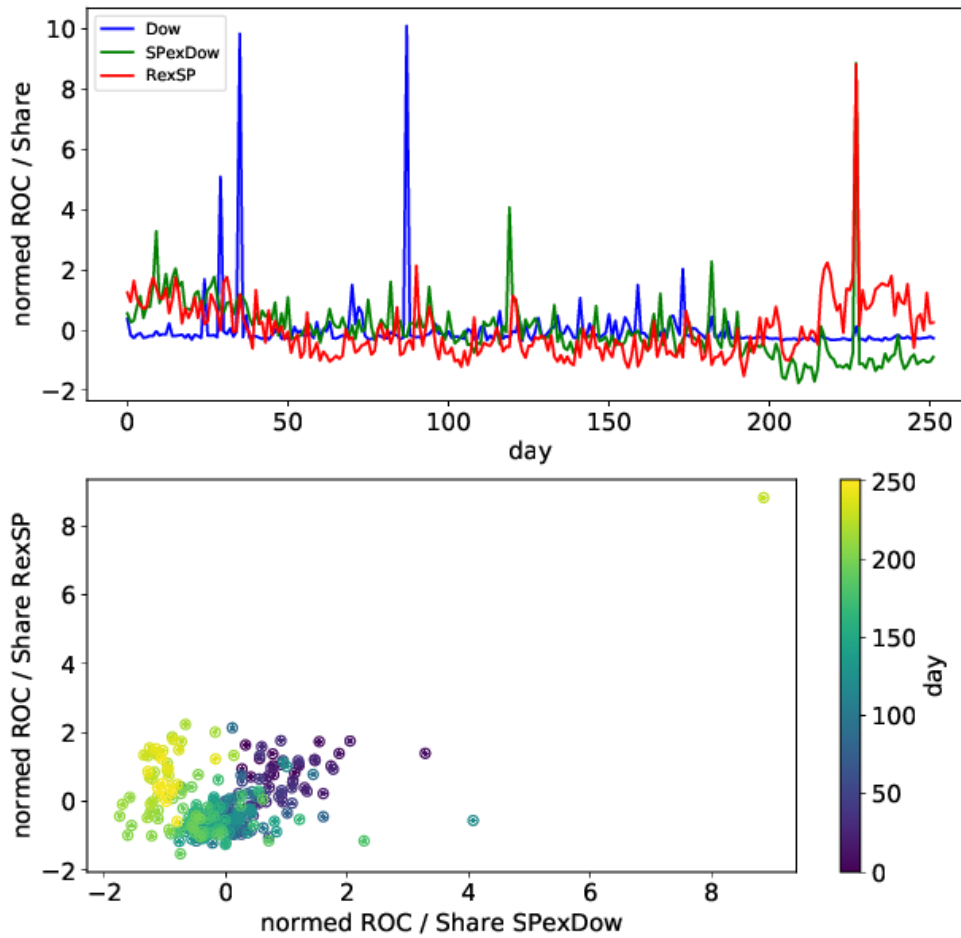 10
8
6
4
2
0
−2
normed ROC / Share
Dow
SPexDow
RexSP
0 50 100 150 200 250
day
8
6
4
2
0
−2
normed ROC / Share RexSP
−2 0 2 4 6 8
normed ROC / Share SPexDow
250
200
150
100
50
0
day